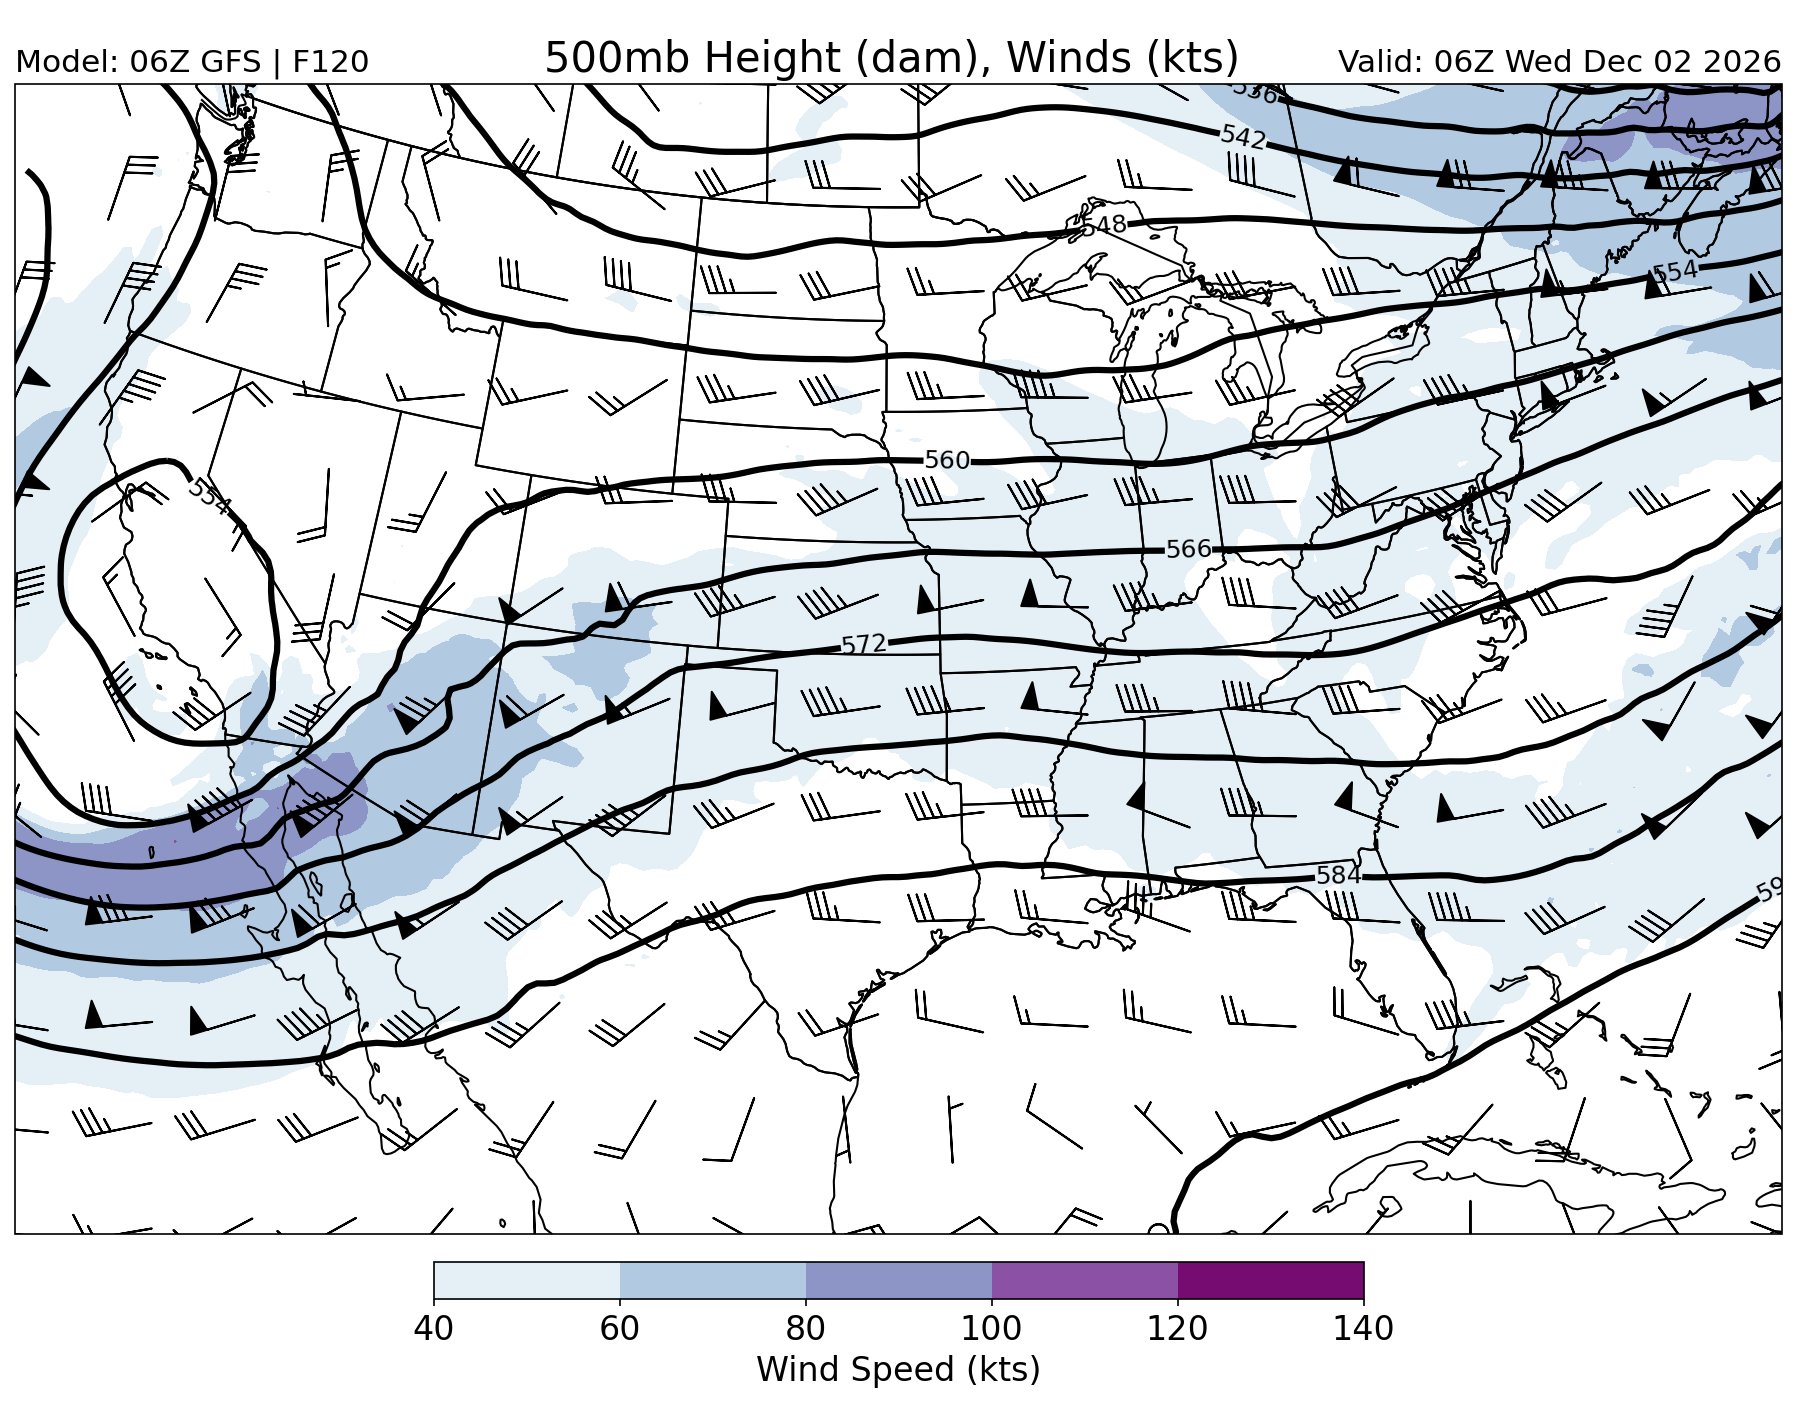 Model: 06Z GFS | F120
500mb Height (dam), Winds (kts)
Valid: 06Z Wed Dec 02 2026
536
542
548
554
560
554
566
572
584
59
40 60 80 100 120 140
Wind Speed (kts)